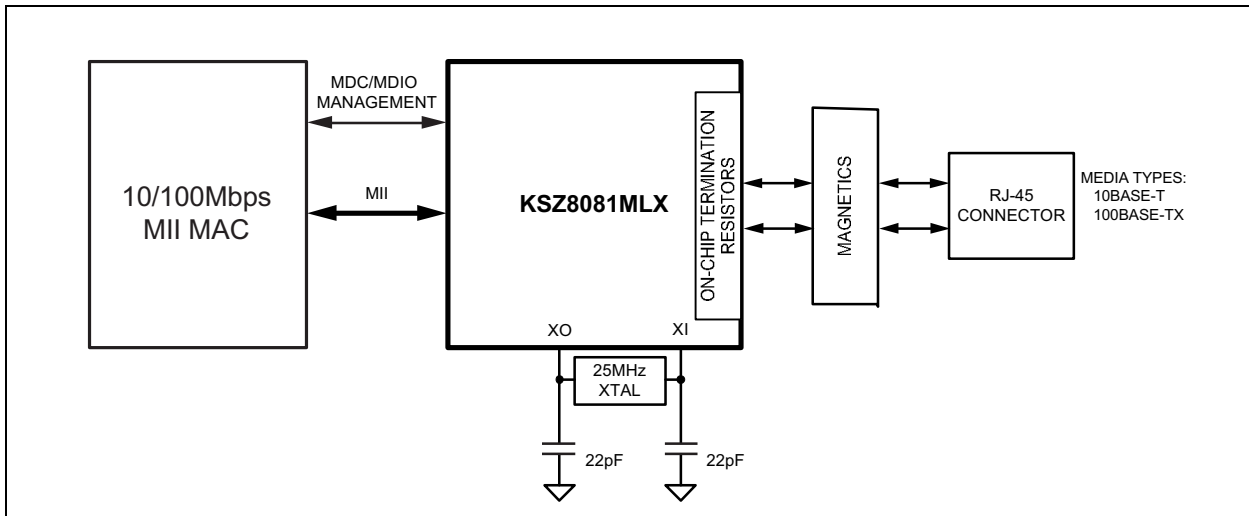 MDC/MDIO
MANAGEMENT
10/100Mbps
MII MAC
MII
KSZ8081MLX
ON-CHIP TERMINATION
RESISTORS
MAGNETICS
RJ-45
CONNECTOR
MEDIA TYPES:
10BASE-T
100BASE-TX
XO
XI
25MHz
XTAL
22pF
22pF